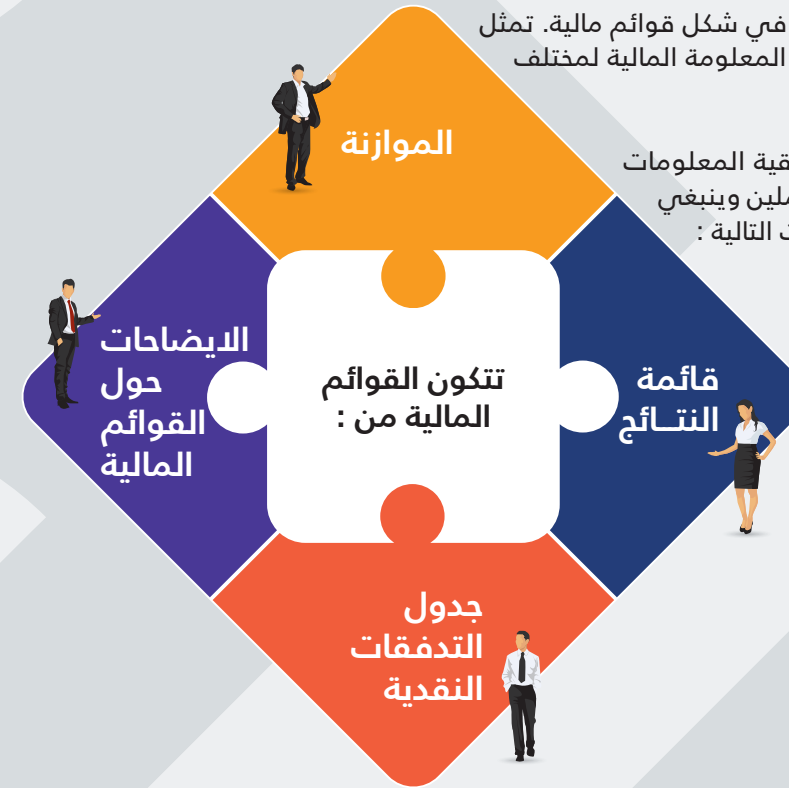 في شكل قوائم مالية. تمثل
المعلومة المالية لمختلف
المعلومات
وينبغي
التالية :
الموازنة
قائمة
النتــائج
تتكون القوائم
المالية من :
الايضاحات
حول
القوائم
المالية
جدول
التدفقات
النقدية